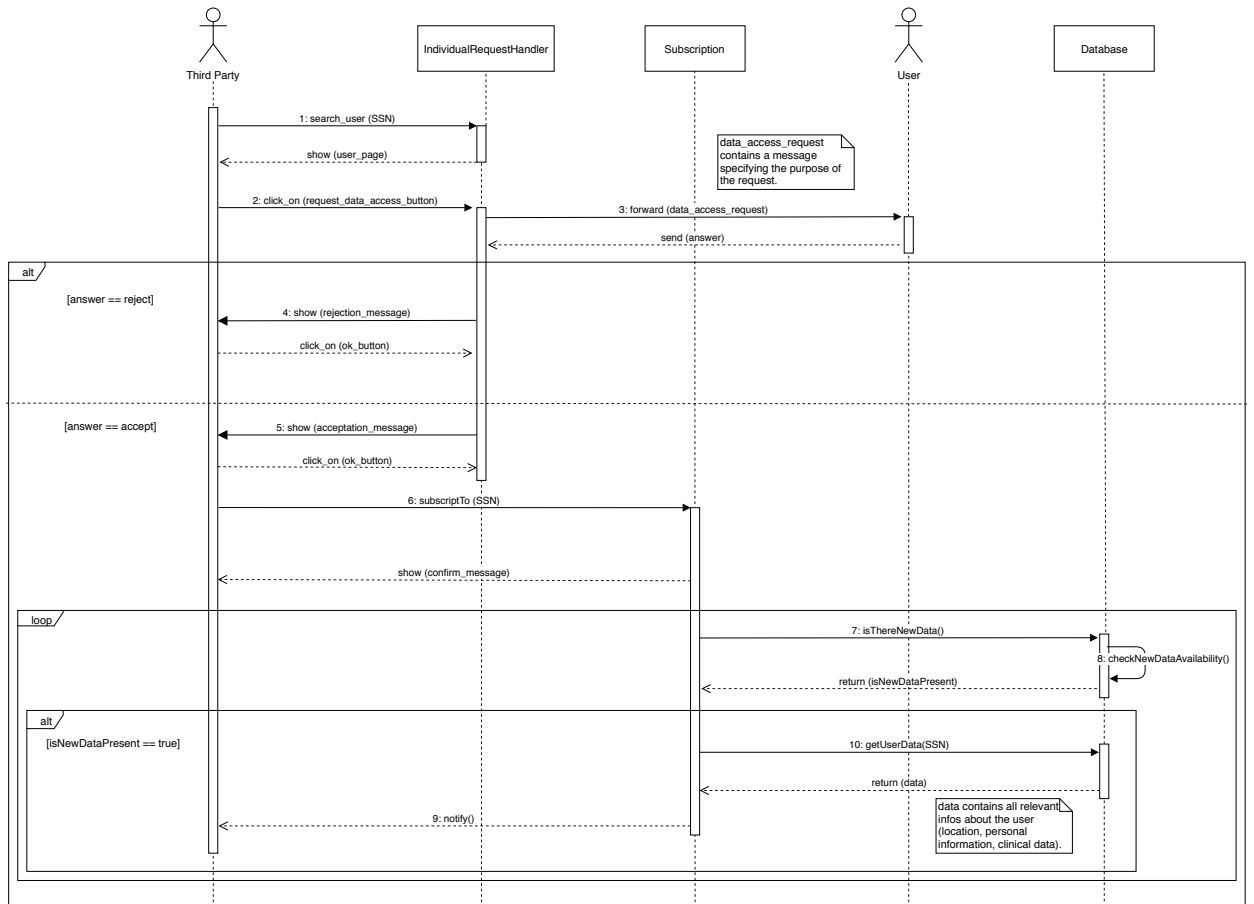 Third Party
IndividualRequestHandler
Subscription
User
Database
1: search_user (SSN)
show (user_page)
data_access_request
contains a message
specifying the purpose of
the request.
2: click_on (request_data_access_button)
3: forward (data_access_request)
send (answer)
alt
[answer == reject]
4: show (rejection_message)
click_on (ok_button)
[answer == accept]
5: show (acceptation_message)
click_on (ok_button)
6: subscriptTo (SSN)
show (confirm_message)
loop
7: isThereNewData()
8: checkNewDataAvailability()
return (isNewDataPresent)
alt
[isNewDataPresent == true]
10: getUserData(SSN)
return (data)
data contains all relevant
infos about the user
(location, personal
information, clinical data).
9: notify()